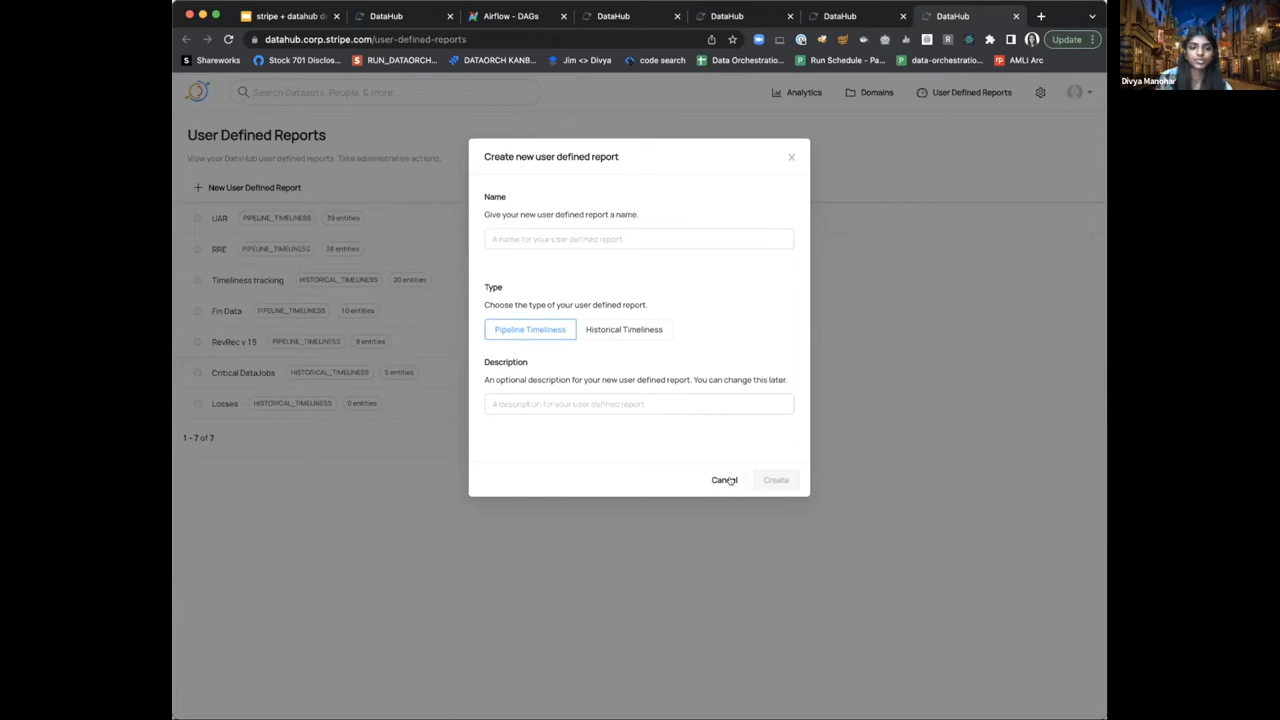 stripe + datahub de
DataHub
Airflow - DAGs
DataHub
DataHub
DataHub
DataHub
datahub.corp.stripe.com/user-defined-reports
Update
Shareworks
Stock 701 Disclos...
RUN_DATAORCH...
DATAORCH KANB...
Jim <> Divya
code search
Data Orchestratio...
Run Schedule - Pa...
data-orchestration...
AMLI Arc
Divya Manohar
Search Datasets, People, & more...
Analytics
Domains
User Defined Reports
User Defined Reports
View your DataHub user defined reports. Take administrative actions.
+ New User Defined Report
UAR PIPELINE_TIMELINESS 39 entities
RRE PIPELINE_TIMELINESS 38 entities
Timeliness tracking HISTORICAL_TIMELINESS 20 entities
Fin Data PIPELINE_TIMELINESS 10 entities
RevRec v 1.5 PIPELINE_TIMELINESS 8 entities
Critical DataJobs HISTORICAL_TIMELINESS 5 entities
Losses HISTORICAL_TIMELINESS 0 entities
1 - 7 of 7
Create new user defined report
Name
Give your new user defined report a name.
A name for your user defined report
Type
Choose the type of your user defined report.
Pipeline Timeliness
Historical Timeliness
Description
An optional description for your new user defined report. You can change this later.
A description for your user defined report
Cancel
Create